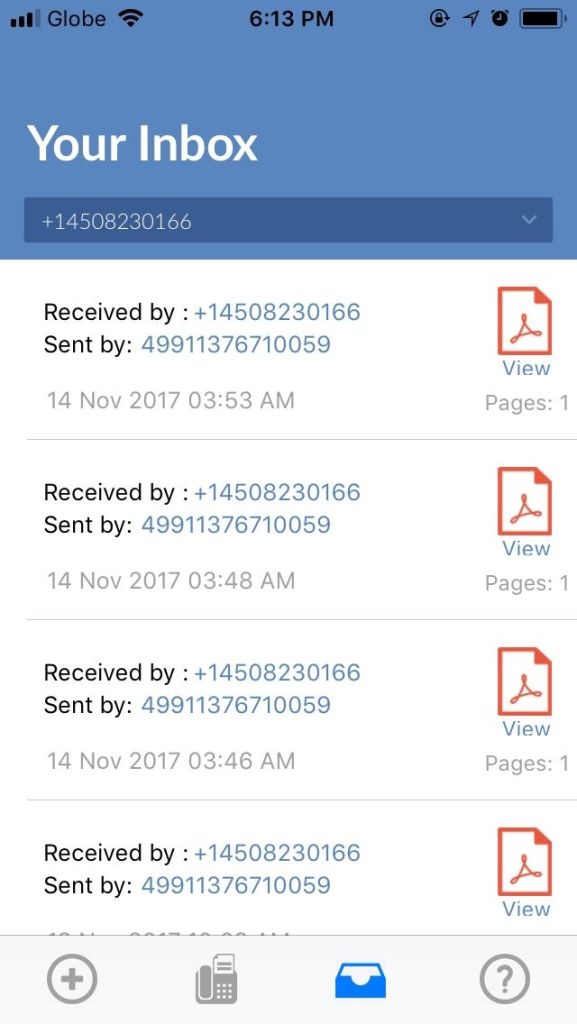 Globe 6:13 PM
Your Inbox
+14508230166
Received by : +14508230166
Sent by: 49911376710059
View
14 Nov 2017 03:53 AM
Pages: 1
Received by : +14508230166
Sent by: 49911376710059
View
14 Nov 2017 03:48 AM
Pages: 1
Received by : +14508230166
Sent by: 49911376710059
View
14 Nov 2017 03:46 AM
Pages: 1
Received by : +14508230166
Sent by: 49911376710059
View